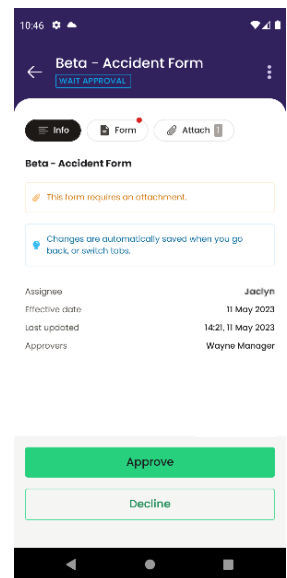 10:46
Beta - Accident Form
WAIT APPROVAL
Info
Form
Attach 1
Beta - Accident Form
This form requires an attachment.
Changes are automatically saved when you go
back, or switch tabs.
Assignee Jaclyn
Effective date 11 May 2023
Last updated 14:21, 11 May 2023
Approvers Wayne Manager
Approve
Decline